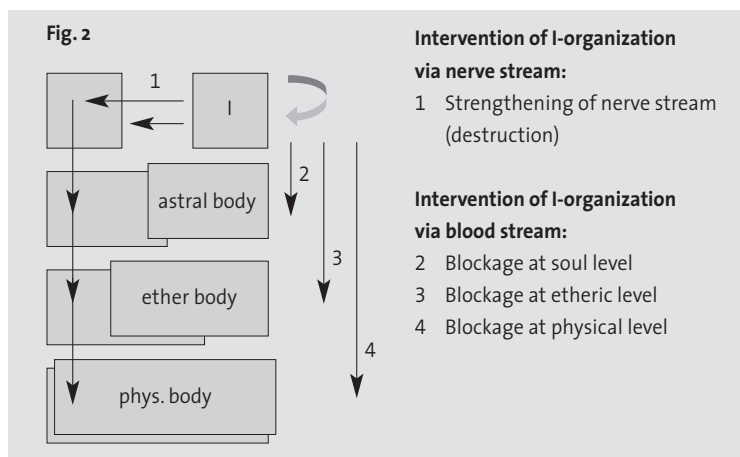 Fig. 2
1
I
2
astral body
3
ether body
4
phys. body
Intervention of I-organization
via nerve stream:
1 Strengthening of nerve stream
(destruction)
Intervention of I-organization
via blood stream:
2 Blockage at soul level
3 Blockage at etheric level
4 Blockage at physical level